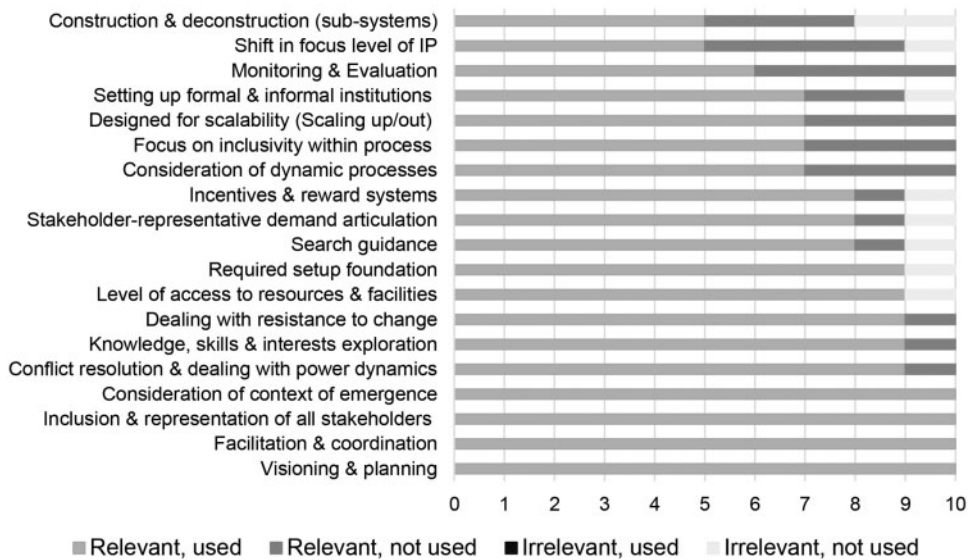 Construction & deconstruction (sub-systems)
Shift in focus level of IP
Monitoring & Evaluation
Setting up formal & informal institutions
Designed for scalability (Scaling up/out)
Focus on inclusivity within process
Consideration of dynamic processes
Incentives & reward systems
Stakeholder-representative demand articulation
Search guidance
Required setup foundation
Level of access to resources & facilities
Dealing with resistance to change
Knowledge, skills & interests exploration
Conflict resolution & dealing with power dynamics
Consideration of context of emergence
Inclusion & representation of all stakeholders
Facilitation & coordination
Visioning & planning
0 1 2 3 4 5 6 7 8 9 10
Relevant, used Relevant, not used Irrelevant, used Irrelevant, not used